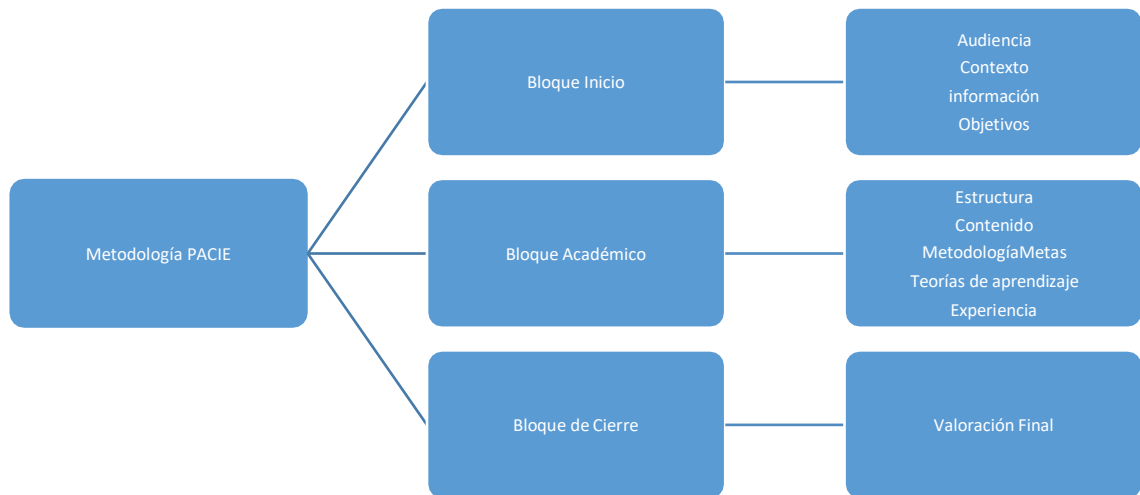 Metodología PACIE
Bloque Inicio
Audiencia
Contexto
información
Objetivos
Bloque Académico
Estructura
Contenido
MetodologíaMetas
Teorías de aprendizaje
Experiencia
Bloque de Cierre
Valoración Final